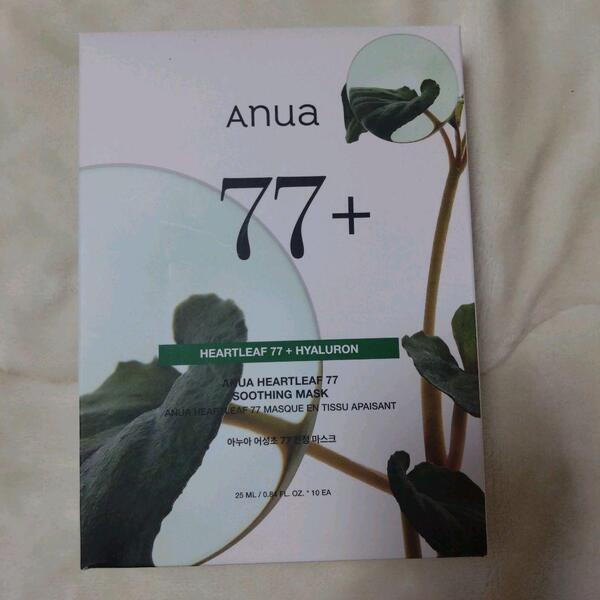 Anua
77+
HEARTLEAF 77 + HYALURON
ANUA HEARTLEAF 77
SOOTHING MASK
ANUA HEARTLEAF 77 MASQUE EN TISSU APAISANT
아누아 어성초 77 진정 마스크
25 ML / 0.84 FL. OZ. * 10 EA